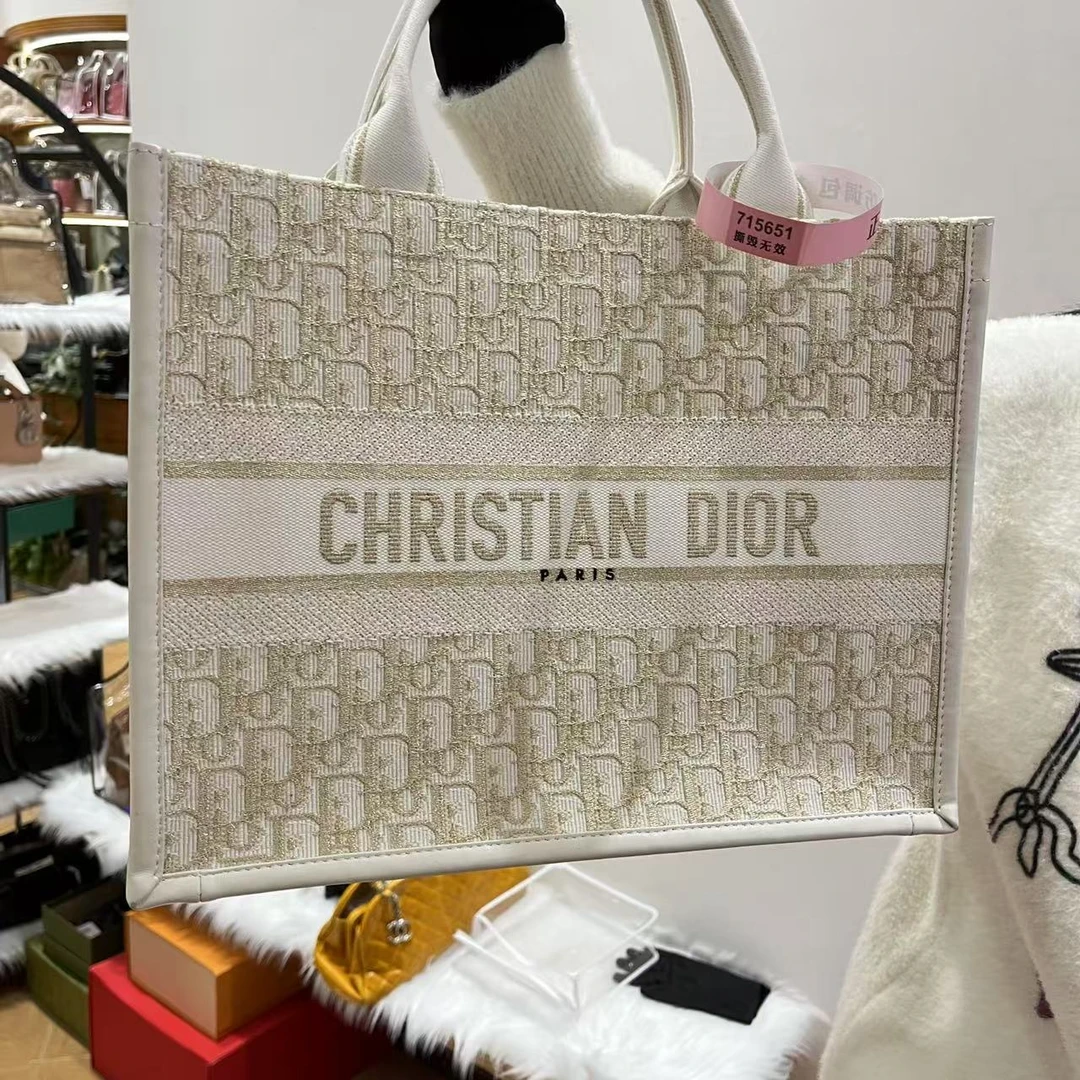 715651
撕毁无效
CHRISTIAN DIOR
PARIS